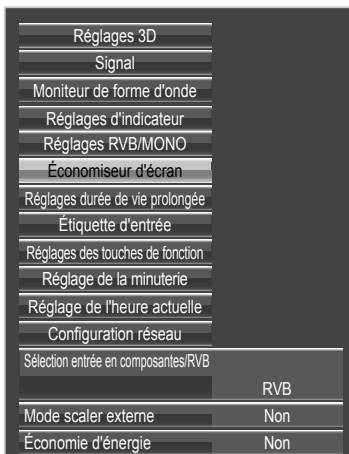 Réglages 3D
Signal
Moniteur de forme d'onde
Réglages d'indicateur
Réglages RVB/MONO
Économiseur d'écran
Réglages durée de vie prolongée
Étiquette d'entrée
Réglages des touches de fonction
Réglage de la minuterie
Réglage de l'heure actuelle
Configuration réseau
Sélection entrée en composantes/RVB
RVB
Mode scaler externe Non
Économie d'énergie Non